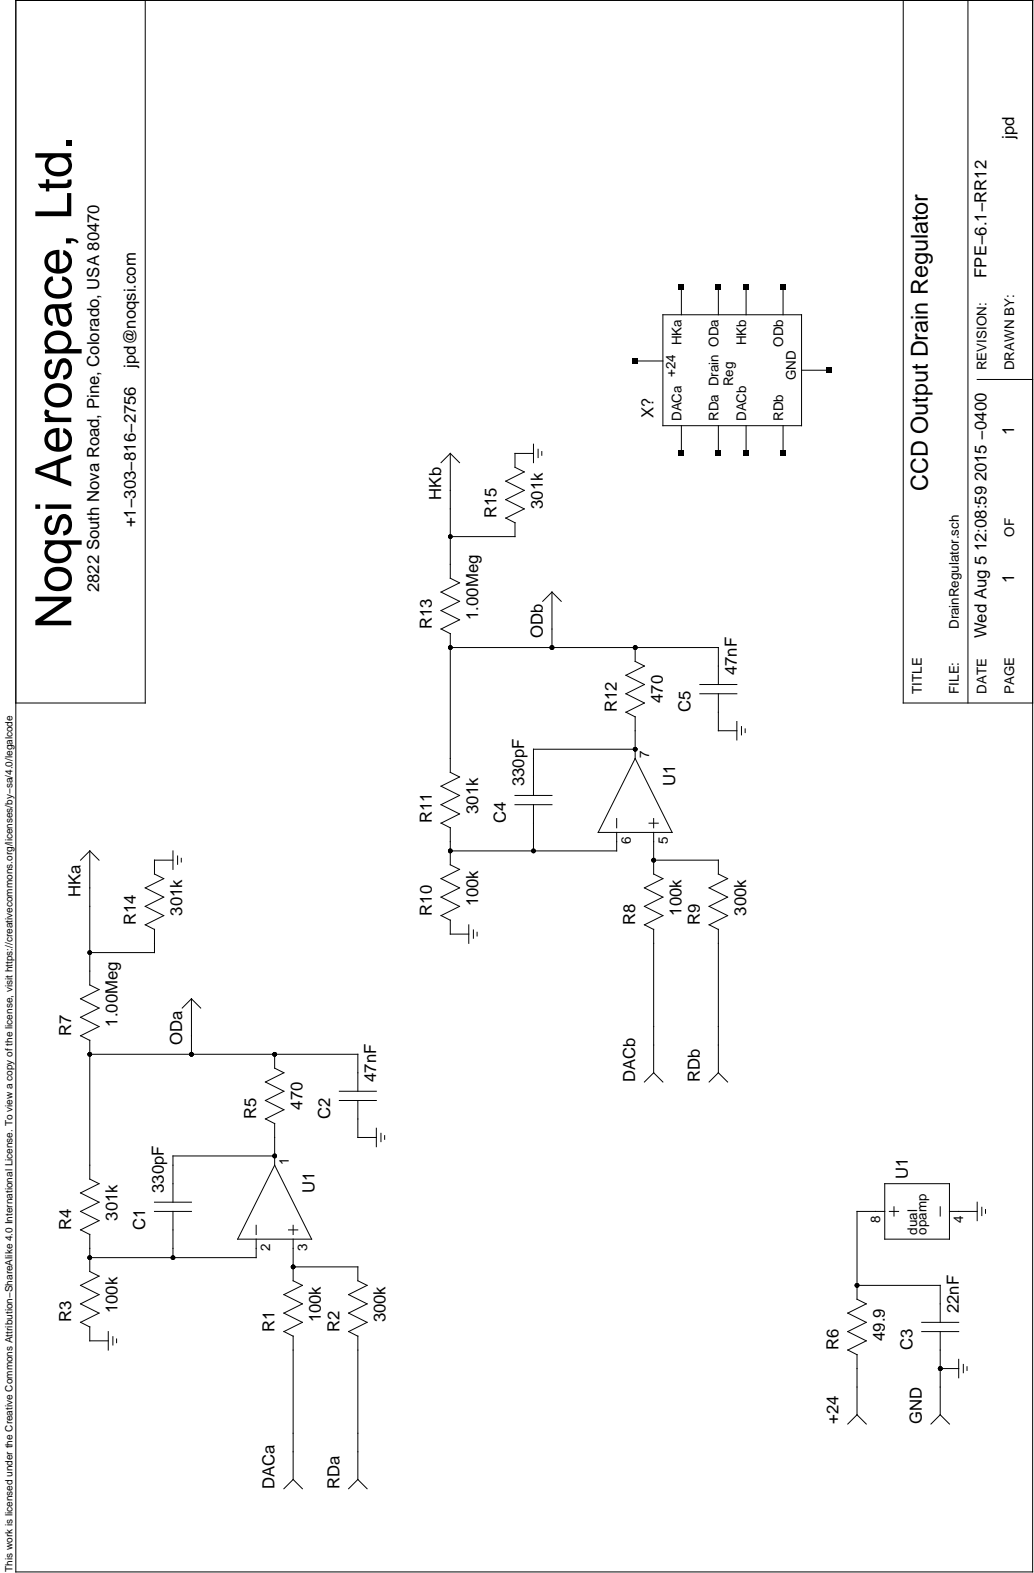 This work is licensed under the Creative Commons Attribution−ShareAlike 4.0 International License. To view a copy of the license, visit https://creativecommons.org/licenses/by−sa/4.0/legalcode
Noqsi Aerospace, Ltd.
2822 South Nova Road, Pine, Colorado, USA 80470
+1−303−816−2756 jpd@noqsi.com
R3
100k
R4
301k
R7
1.00Meg
HKa
R14
301k
C1
330pF
ODa
2
3
−
+
1
U1
R5
470
C2
47nF
DACa
R1
100k
RDa
R2
300k
R10
100k
R11
301k
R13
1.00Meg
HKb
R15
301k
C4
330pF
ODb
6
5
−
+
7
U1
R12
470
C5
47nF
DACb
R8
100k
RDb
R9
300k
X?
DACa +24 HKa
RDa Drain ODa
Reg
DACb HKb
RDb ODb
GND
+24
R6
49.9
GND
C3
22nF
8
4
+
−
dual
opamp
U1
TITLE
CCD Output Drain Regulator
FILE: DrainRegulator.sch
DATE Wed Aug 5 12:08:59 2015 −0400 REVISION: FPE−6.1−RR12
PAGE 1 OF 1 DRAWN BY: jpd